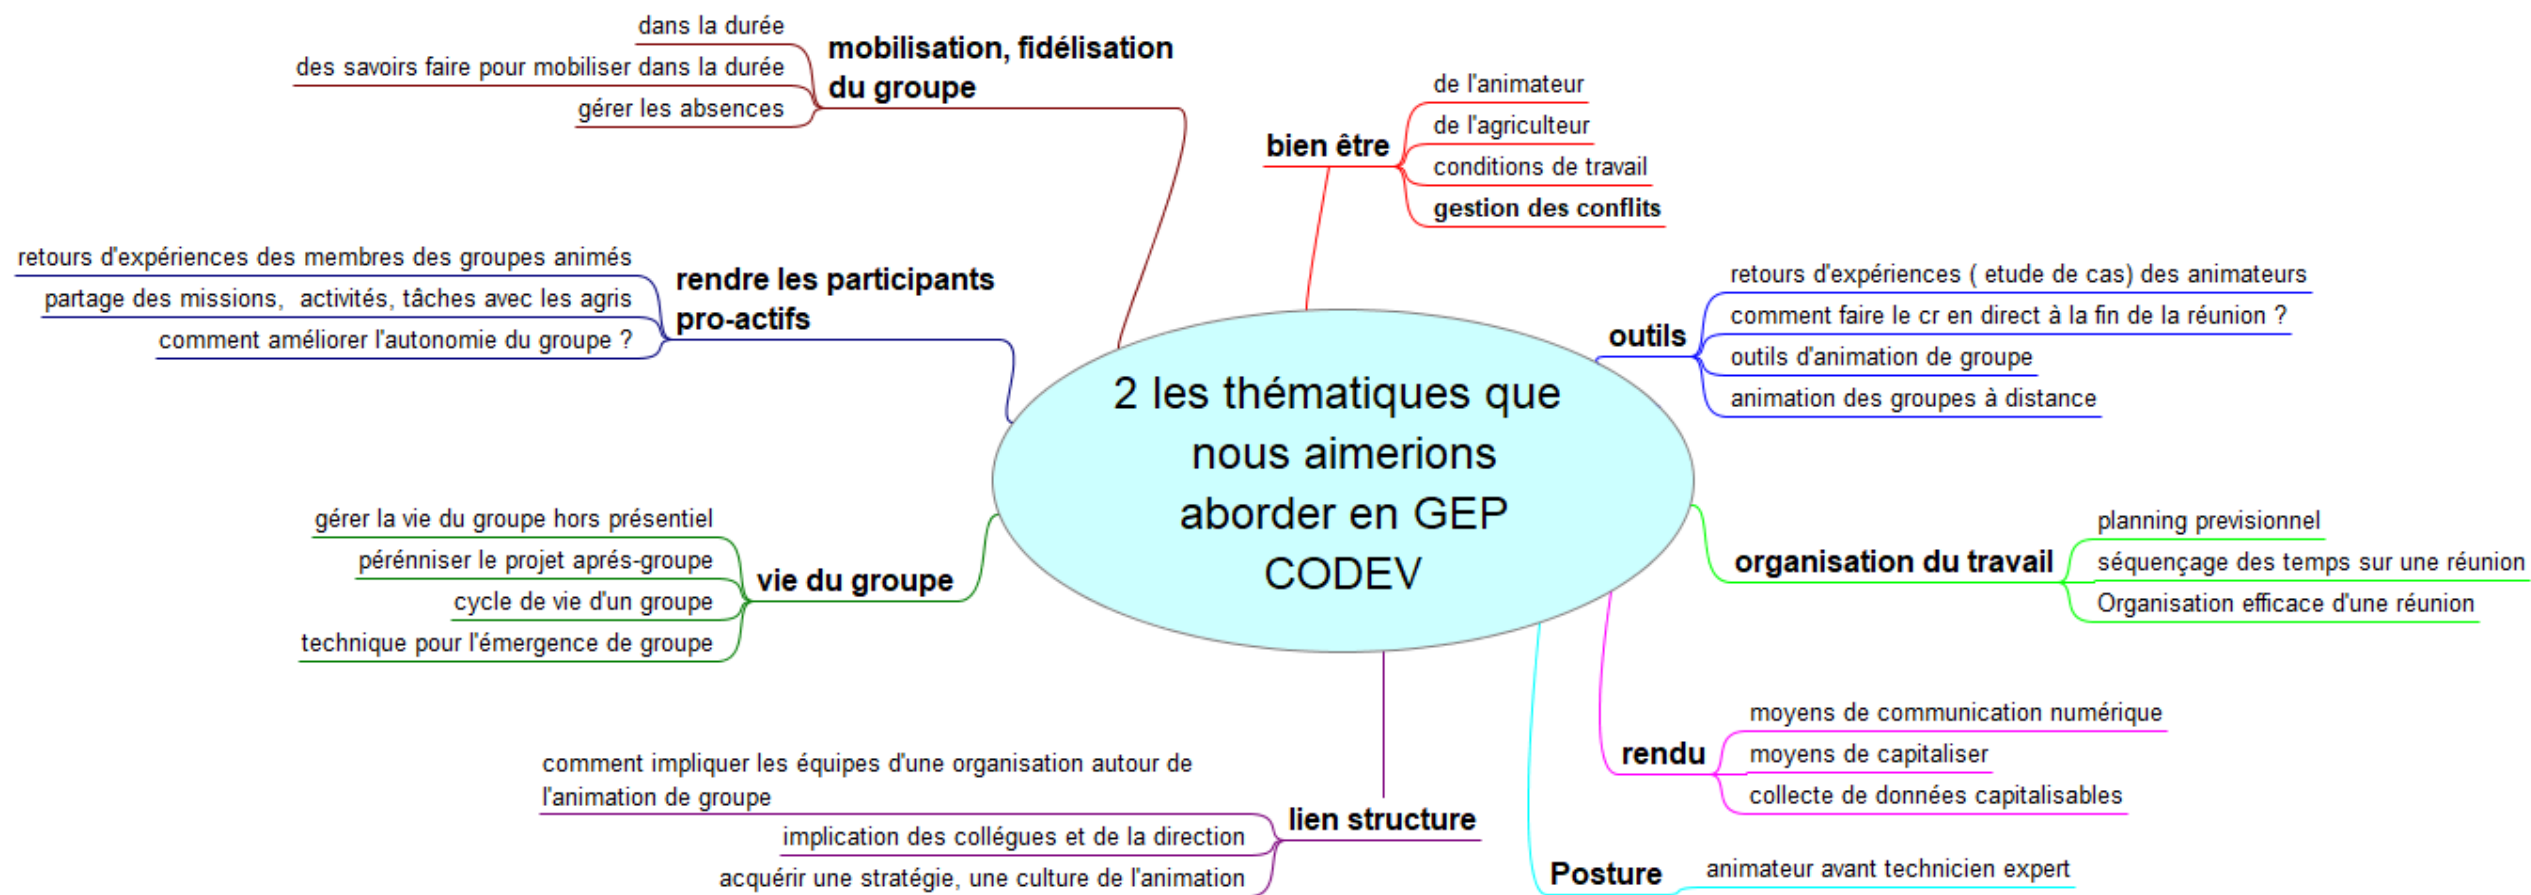 2 les thématiques que
nous aimerions
aborder en GEP
CODEV
bien être
de l'animateur
de l'agriculteur
conditions de travail
gestion des conflits
outils
retours d'expériences ( etude de cas) des animateurs
comment faire le cr en direct à la fin de la réunion ?
outils d'animation de groupe
animation des groupes à distance
organisation du travail
planning previsionnel
séquençage des temps sur une réunion
Organisation efficace d'une réunion
rendu
moyens de communication numérique
moyens de capitaliser
collecte de données capitalisables
Posture
animateur avant technicien expert
mobilisation, fidélisation
du groupe
dans la durée
des savoirs faire pour mobiliser dans la durée
gérer les absences
rendre les participants
pro-actifs
retours d'expériences des membres des groupes animés
partage des missions,  activités, tâches avec les agris
comment améliorer l'autonomie du groupe ?
vie du groupe
gérer la vie du groupe hors présentiel
pérénniser le projet aprés-groupe
cycle de vie d'un groupe
technique pour l'émergence de groupe
lien structure
comment impliquer les équipes d'une organisation autour de
l'animation de groupe
implication des collégues et de la direction
acquérir une stratégie, une culture de l'animation